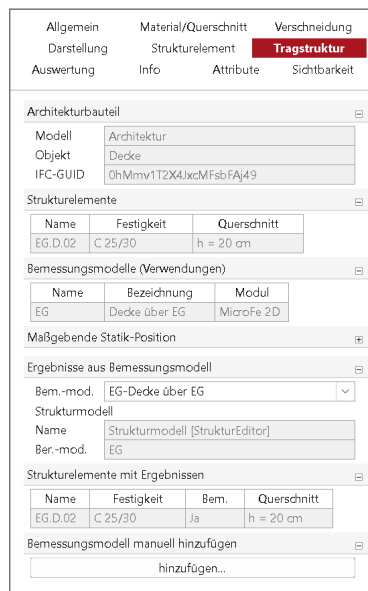 Allgemein Material/Querschnitt Verschneidung
Darstellung Strukturelement Tragstruktur
Auswertung Info Attribute Sichtbarkeit
Architekturbauteil
Modell Architektur
Objekt Decke
IFC-GUID 0hMmv1T2X4JxcMFsbFAj49
Strukturelemente
Name Festigkeit Querschnitt
EG.D.02 C 25/30 h = 20 cm
Bemessungsmodelle (Verwendungen)
Name Bezeichnung Modul
EG Decke über EG MicroFe 2D
Maßgebende Statik-Position
Ergebnisse aus Bemessungsmodell
Bem.-mod. EG-Decke über EG
Strukturmodell
Name Strukturmodell [StrukturEditor]
Ber.-mod. EG
Strukturelemente mit Ergebnissen
Name Festigkeit Bem. Querschnitt
EG.D.02 C 25/30 Ja h = 20 cm
Bemessungsmodell manuell hinzufügen
hinzufügen...